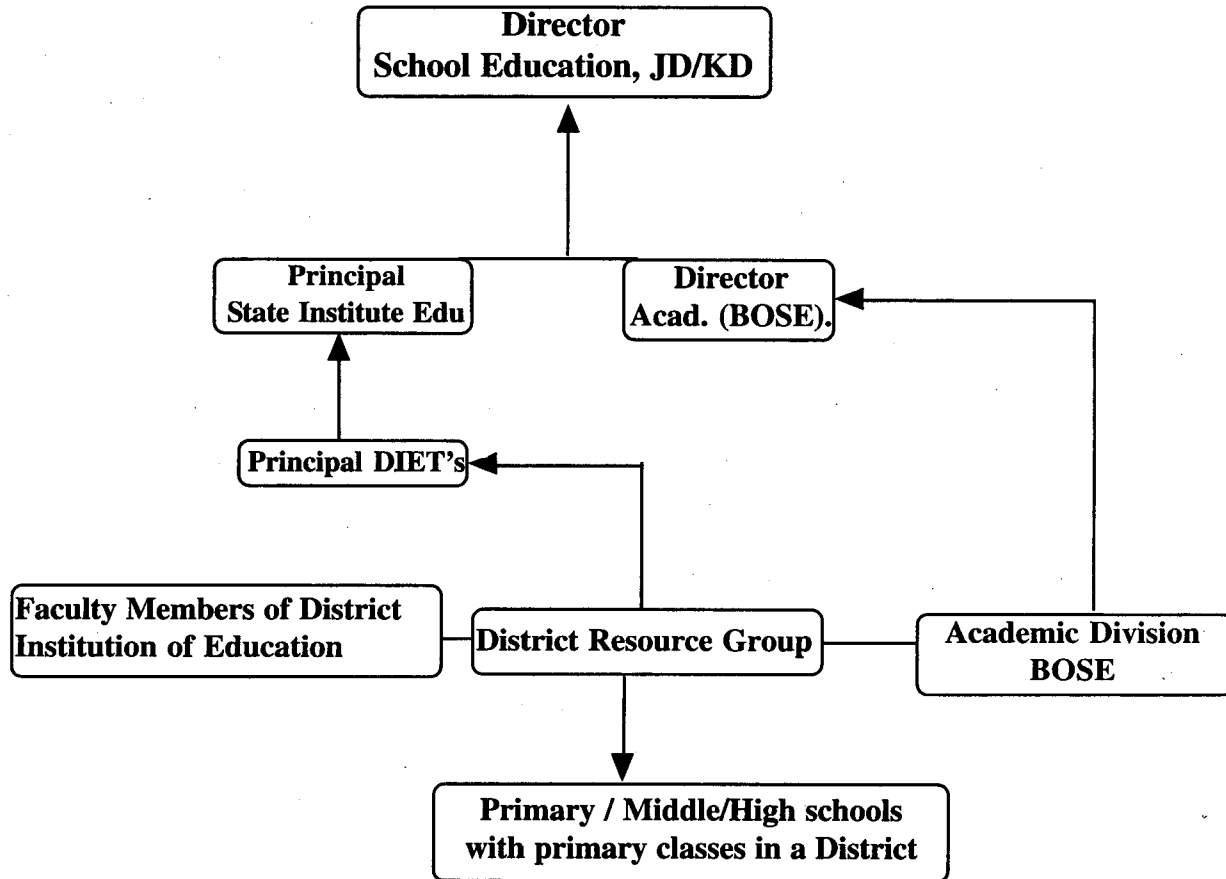 Director
School Education, JD/KD
Principal
State Institute Edu
Director
Acad. (BOSE).
Principal DIET's
Faculty Members of District
Institution of Education
District Resource Group
Academic Division
BOSE
Primary / Middle/High schools
with primary classes in a District